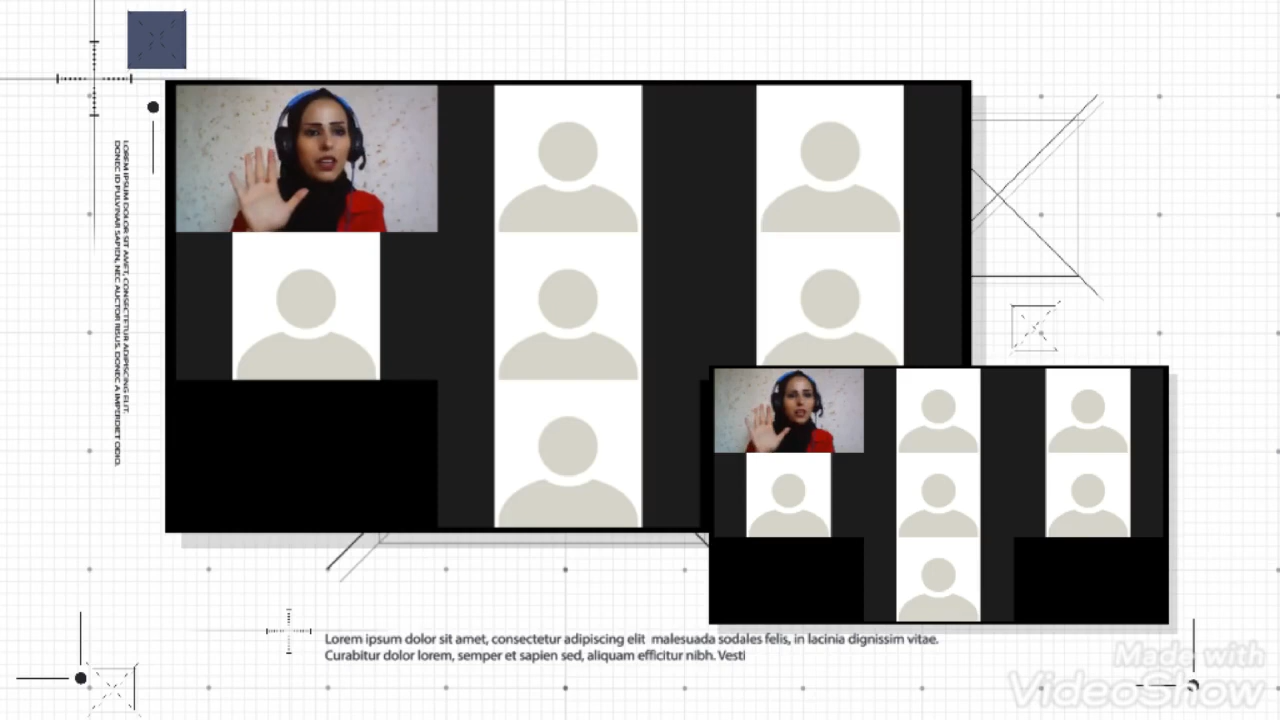 LOREM IPSUM DOLOR SIT AMET, CONSECTETUR ADIPISCING ELIT.
DONEC ID PULVINAR SAPIEN, NEC AUCTOR RISUS. DONEC A IMPERDIET ODIO.
Lorem ipsum dolor sit amet, consectetur adipiscing elit malesuada sodales felis, in lacinia dignissim vitae.
Curabitur dolor lorem, semper et sapien sed, aliquam efficitur nibh. Vesti
Made with
VideoShow